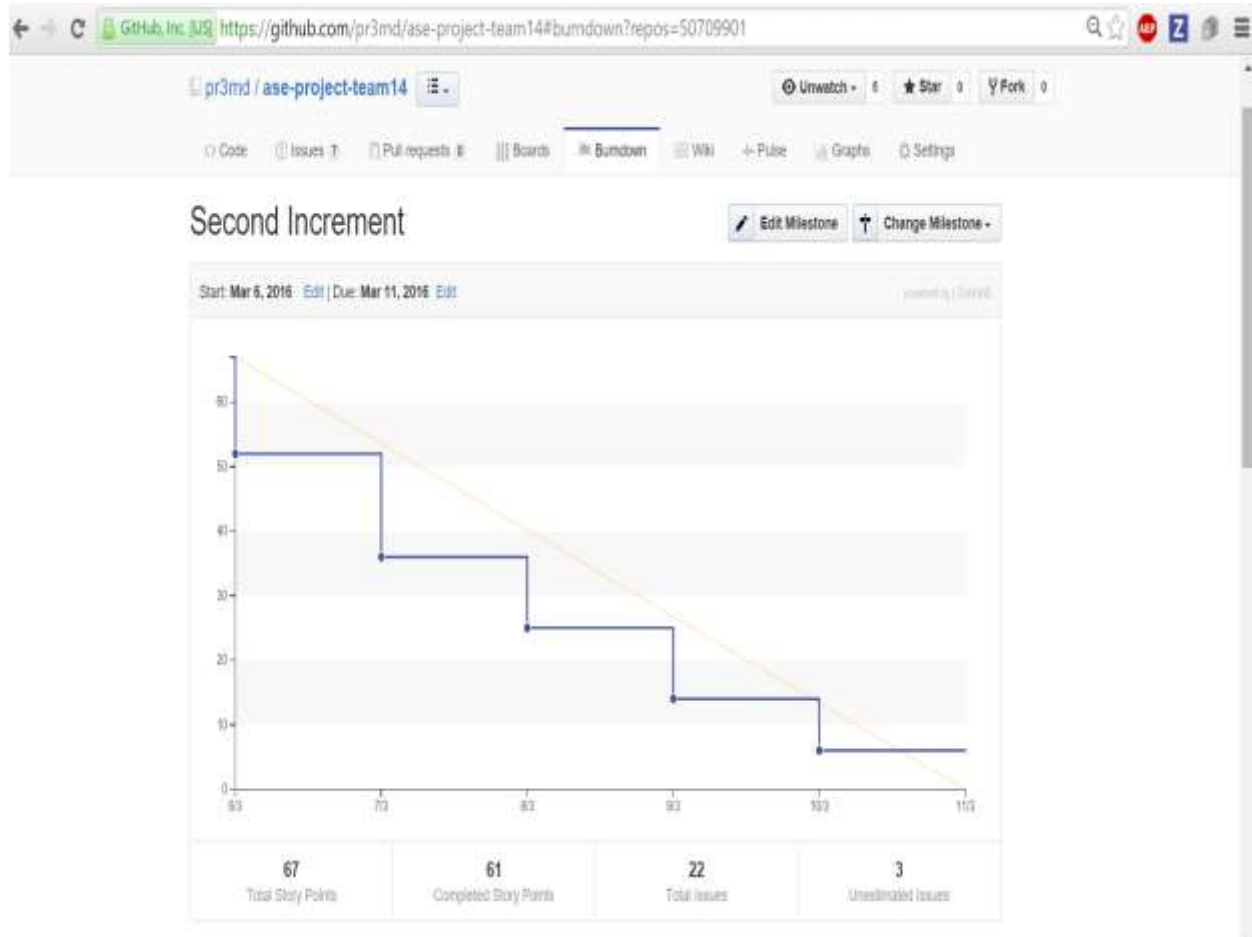 GitHub, Inc. [US] https://github.com/pr3md/ase-project-team14#burndown?repos=50709901
ABP Z
pr3md / ase-project-team14 Unwatch 6 Star 0 Fork 0
Code Issues 7 Pull requests 0 Boards Burndown Wiki Pulse Graphs Settings
Second Increment Edit Milestone Change Milestone
Start: Mar 6, 2016 Edit | Due: Mar 11, 2016 Edit powered by
60
50
40
30
20
10
0
6/3 7/3 8/3 9/3 10/3 11/3
67 61 22 3
Total Story Points Completed Story Points Total Issues Unestimated Issues